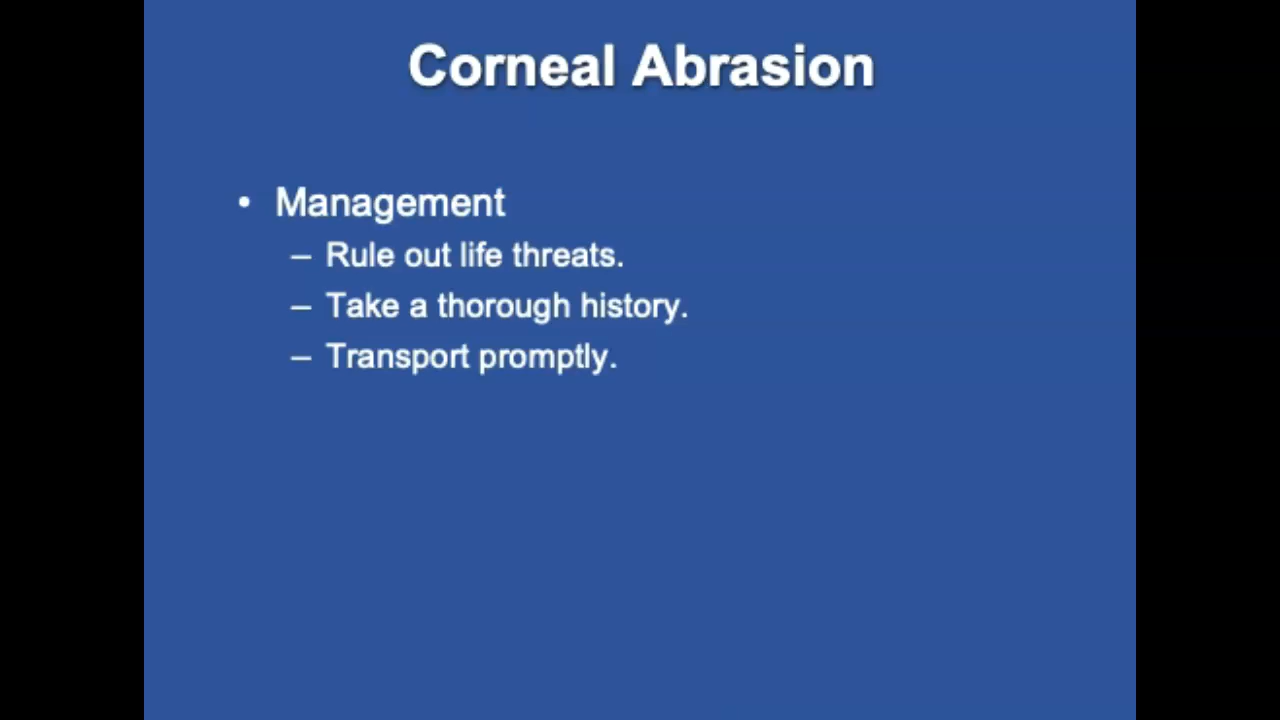 Corneal Abrasion
• Management
– Rule out life threats.
– Take a thorough history.
– Transport promptly.